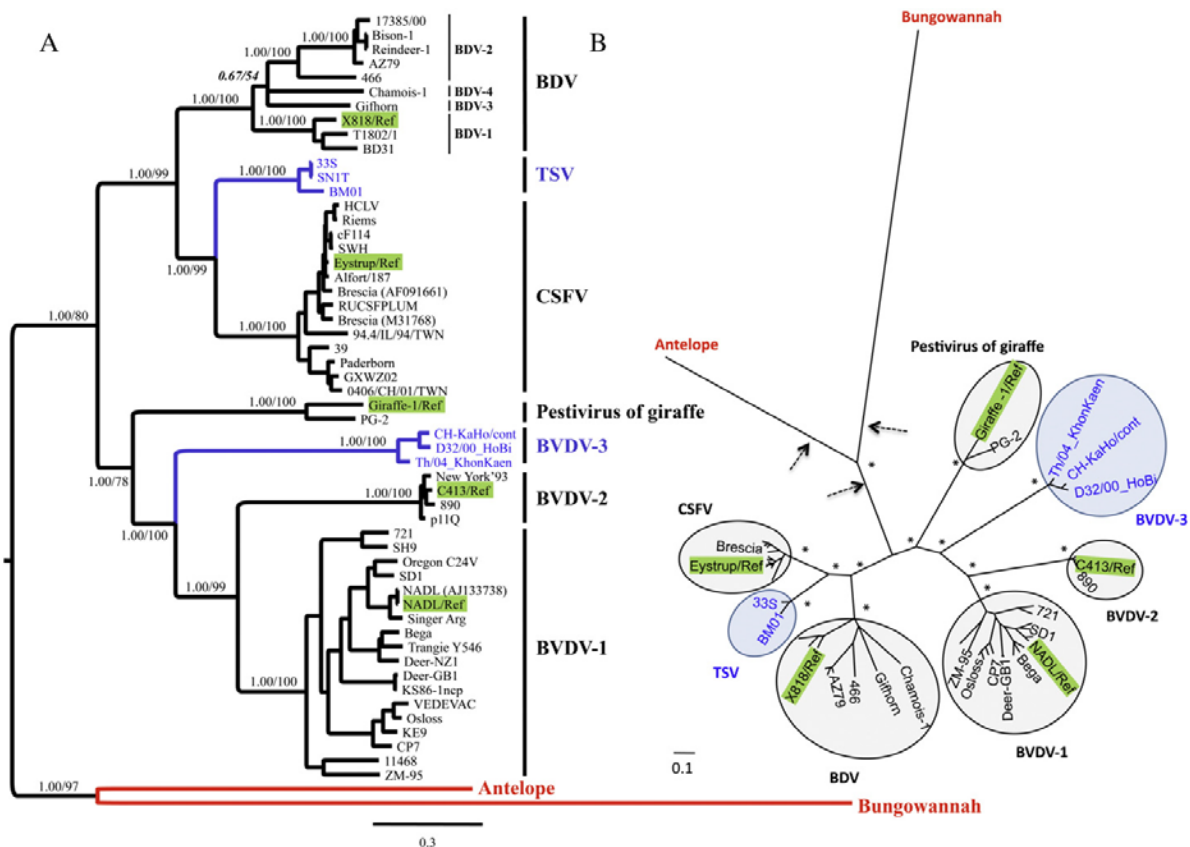 A
17385/00
Bison-1
1.00/100
Reindeer-1
BDV-2
1.00/100
AZ79
0.67/54
466
BDV
1.00/100
Chamois-1
BDV-4
Gifhorn
BDV-3
1.00/100
X818/Ref
T1802/1
BDV-1
BD31
1.00/99
1.00/100
33S
SN1T
TSV
BM01
1.00/99
HCLV
Riems
cF114
SWH
Eystrup/Ref
Alfort/187
Brescia (AF091661)
CSFV
RUCSFPLUM
1.00/100
Brescia (M31768)
94.4/IL/94/TWN
1.00/80
39
Paderborn
GXWZ02
0406/CH/01/TWN
1.00/100
Giraffe-1/Ref
Pestivirus of giraffe
PG-2
1.00/100
CH-KaHo/cont
D32/00_HoBi
BVDV-3
Th/04_KhonKaen
1.00/78
New York'93
1.00/100
C413/Ref
BVDV-2
890
p11Q
1.00/100
721
SH9
Oregon C24V
SD1
1.00/99
NADL (AJ133738)
NADL/Ref
Singer Arg
Bega
BVDV-1
Trangie Y546
Deer-NZ1
Deer-GB1
1.00/100
KS86-1ncp
VEDEVAC
Osloss
KE9
CP7
11468
ZM-95
1.00/97
Antelope
Bungowannah
0.3
B
Bungowannah
Antelope
Pestivirus of giraffe
Giraffe -1/Ref
PG-2
Th/04_KhonKaen
CH-KaHo/cont
D32/00_HoBi
BVDV-3
*
*
*
*
*
*
*
*
*
*
*
*
*
CSFV
Brescia
Eystrup/Ref
33S
BM01
TSV
C413/Ref
890
BVDV-2
X818/Ref
AZ79
466
Gifhorn
Chamois-1
BDV
721
SD1
NADL/Ref
Bega
Deer-GB1
CP7
Osloss
ZM-95
BVDV-1
0.1